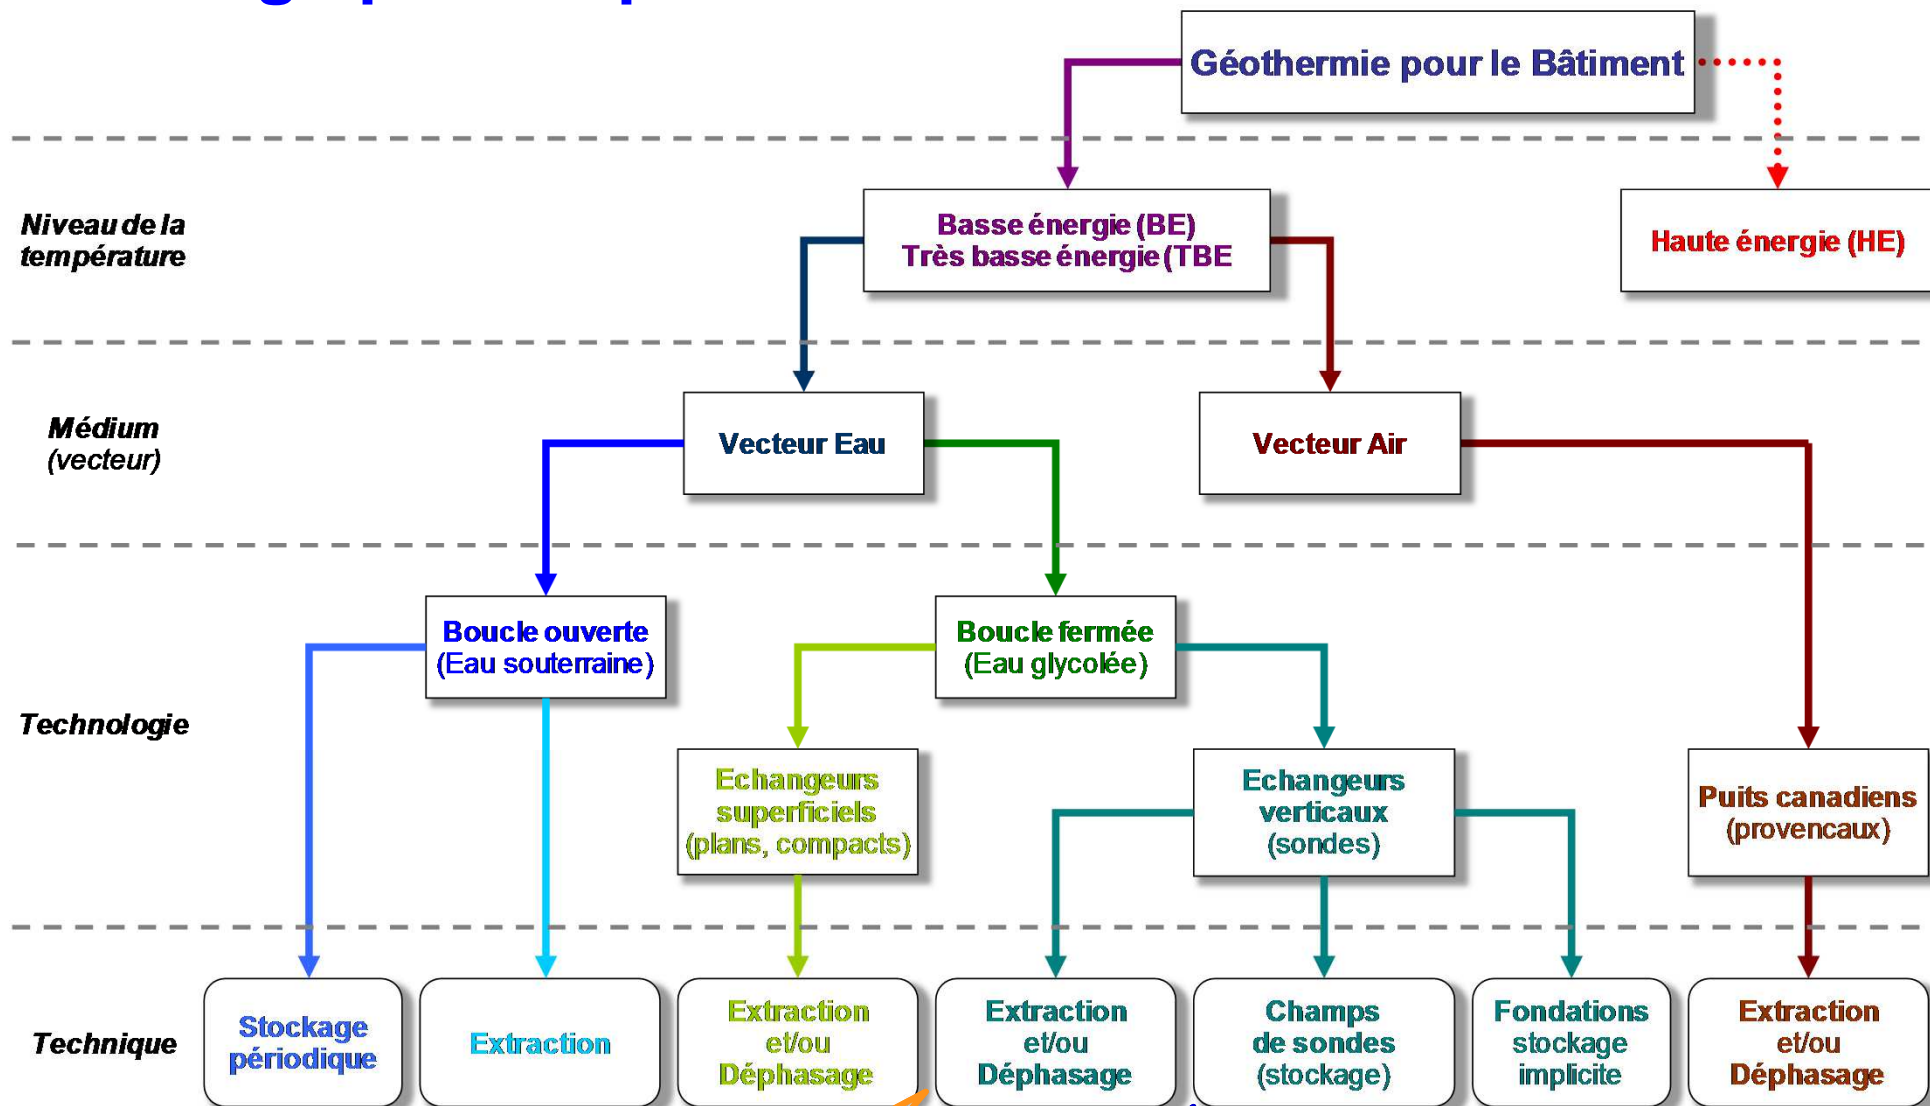 Géothermie pour le Bâtiment
Niveau de la
température
Basse énergie (BE)
Très basse énergie (TBE
Haute énergie (HE)
Médium
(vecteur)
Vecteur Eau
Vecteur Air
Technologie
Boucle ouverte
(Eau souterraine)
Boucle fermée
(Eau glycolée)
Echangeurs
superficiels
(plans, compacts)
Echangeurs
verticaux
(sondes)
Puits canadiens
(provencaux)
Technique
Stockage
périodique
Extraction
Extraction
et/ou
Déphasage
Extraction
et/ou
Déphasage
Champs
de sondes
(stockage)
Fondations
stockage
implicite
Extraction
et/ou
Déphasage